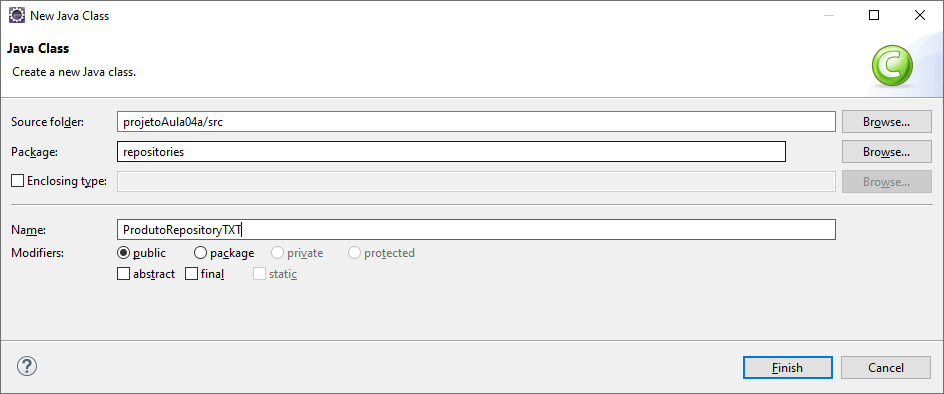 New Java Class
Java Class
Create a new Java class.
Source folder: projetoAula04a/src Browse...
Package: repositories Browse...
Enclosing type: Browse...
Name: ProdutoRepositoryTXT
Modifiers: public package private protected
abstract final static
? Finish Cancel